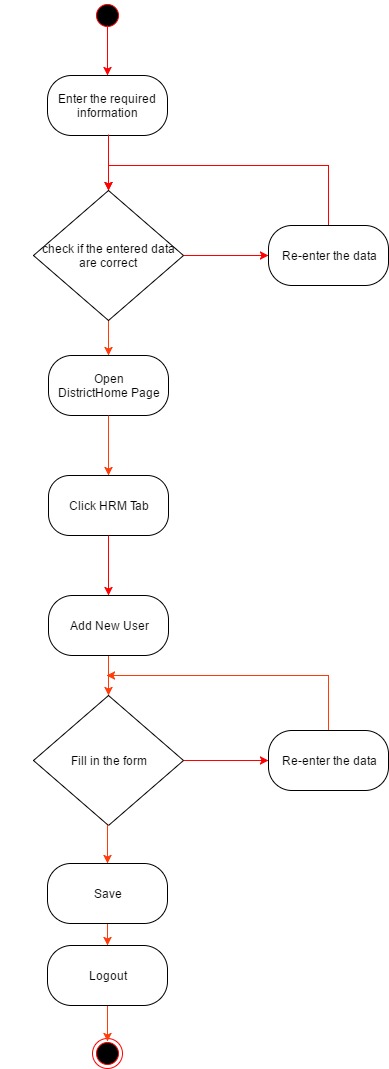 Enter the required
information
check if the entered data
are correct
Re-enter the data
Open
DistrictHome Page
Click HRM Tab
Add New User
Fill in the form
Re-enter the data
Save
Logout